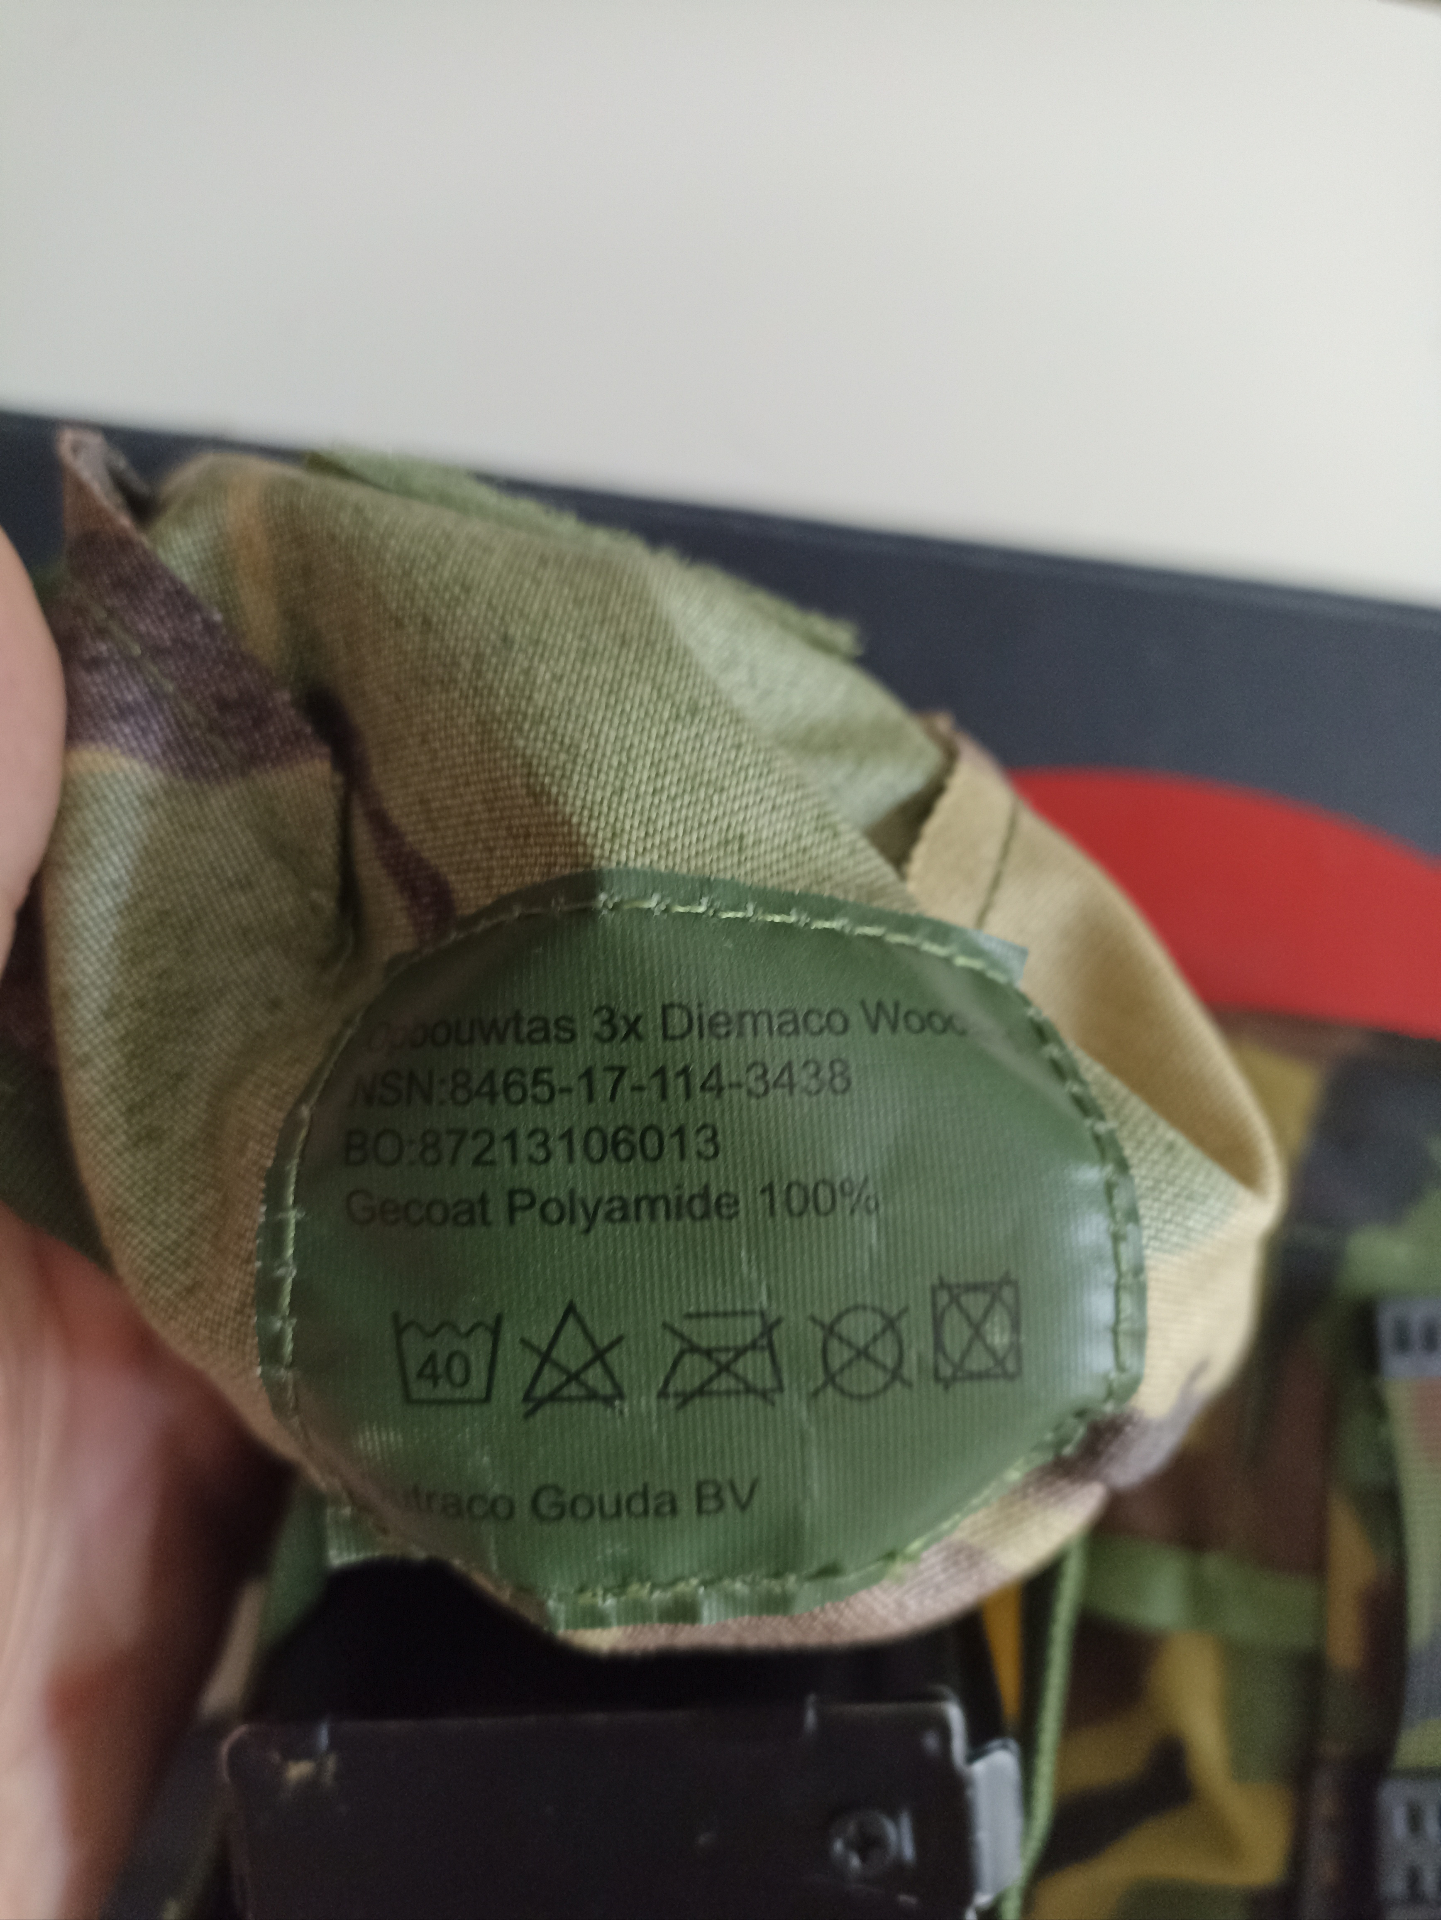 3x Diemaco
NSN:8465-17-114-3438
BO:87213106013
Gecoat Polyamide 100%
40
Gouda BV